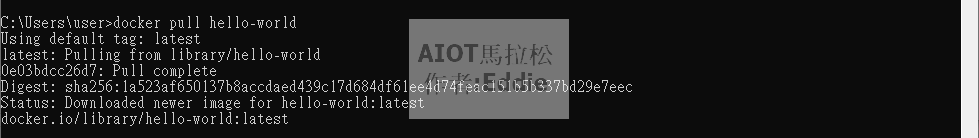 C:\Users\user>docker pull hello-world
Using default tag: latest
latest: Pulling from library/hello-world
0e03bdcc26d7: Pull complete
Digest: sha256:1a523af650137b8accdaed439c17d684df61ee4d74feac151b5b337bd29e7eec
Status: Downloaded newer image for hello-world:latest
docker.io/library/hello-world:latest
AIOT馬拉松
作者:Eddie